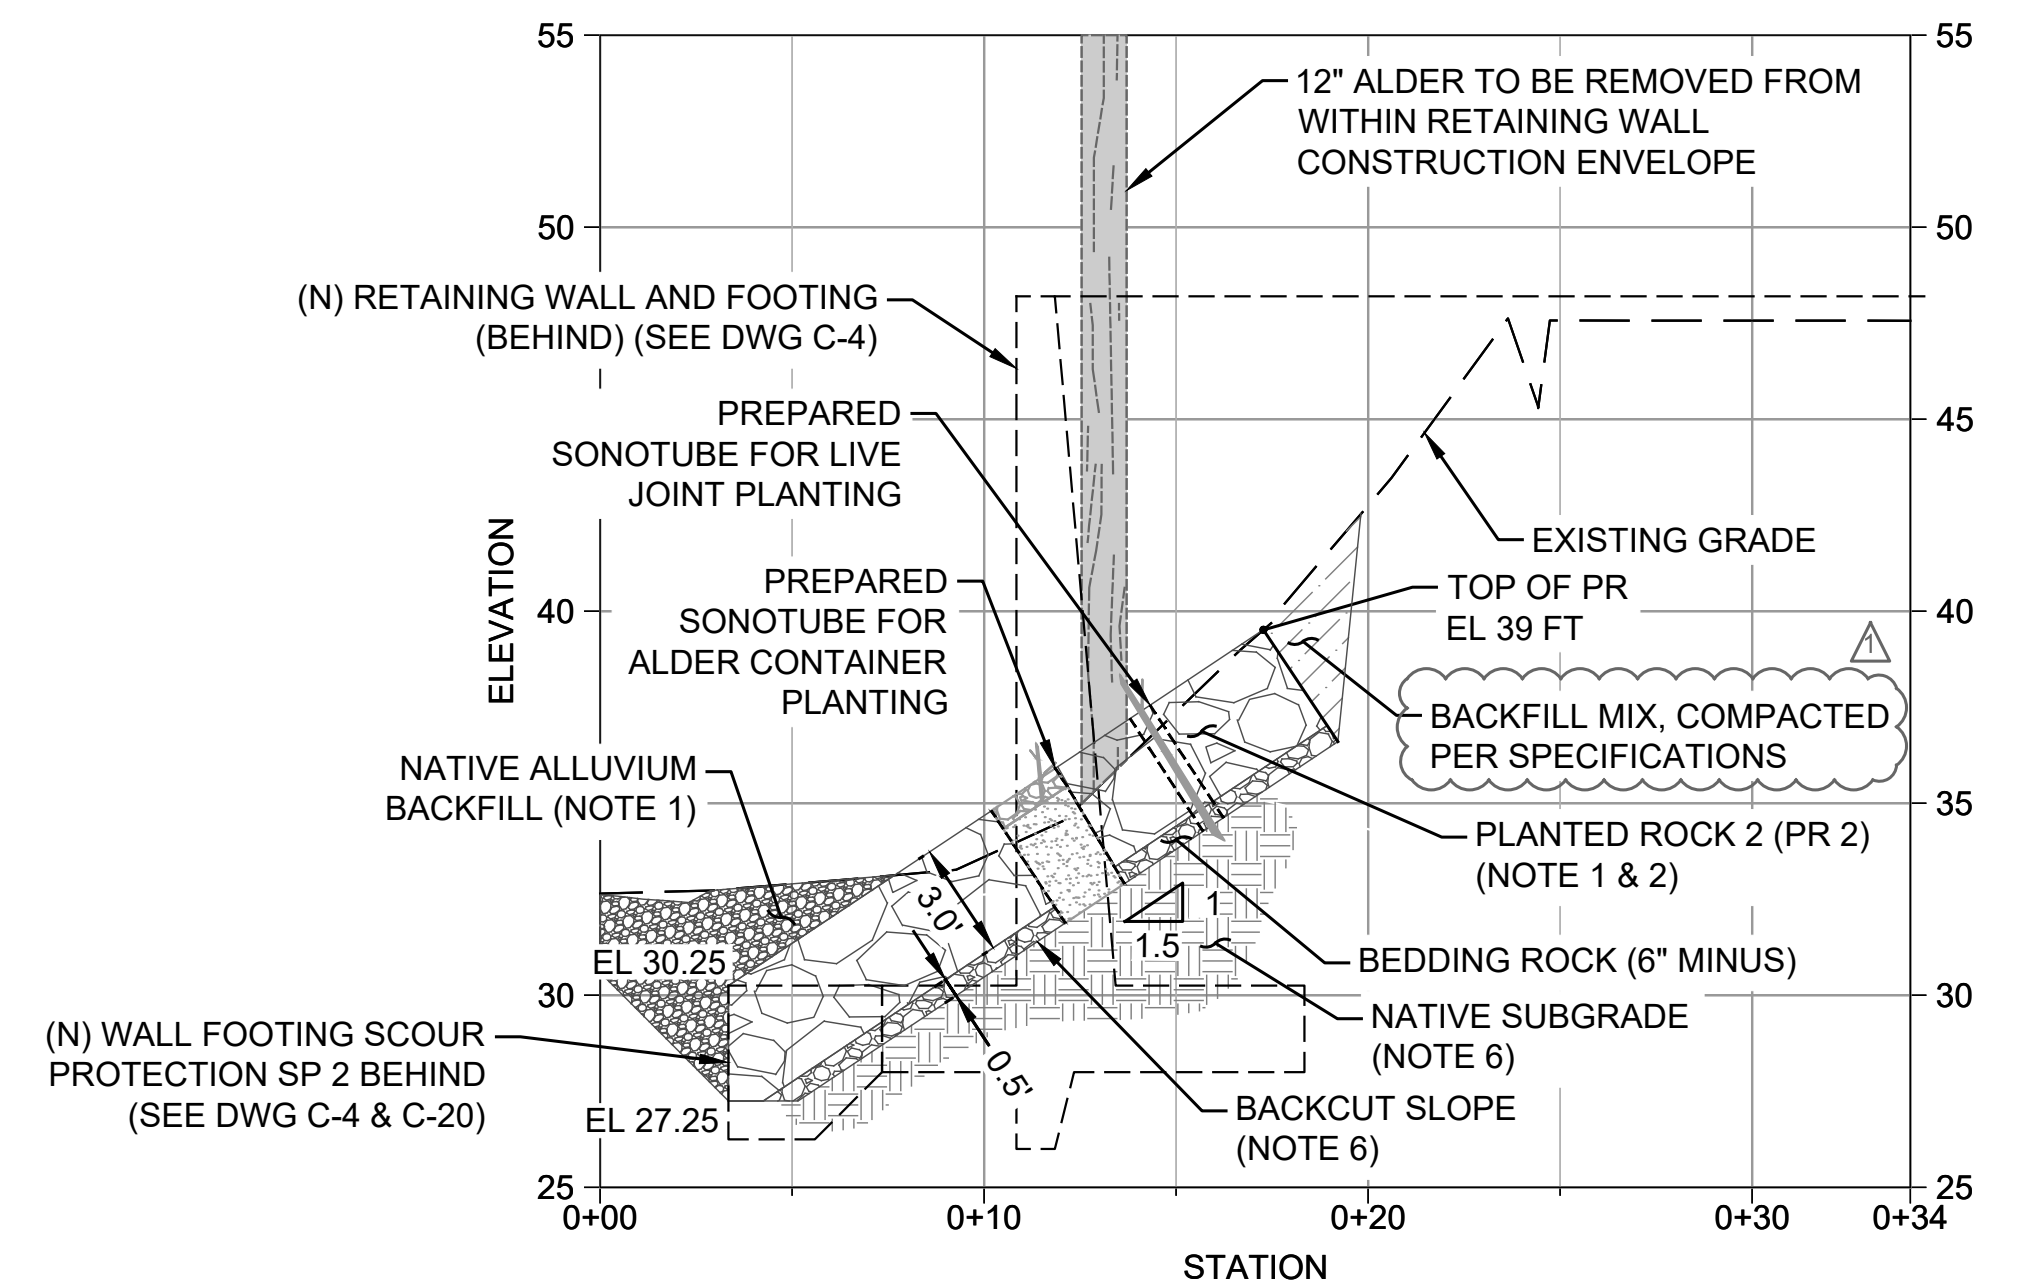 55
55
12" ALDER TO BE REMOVED FROM
WITHIN RETAINING WALL
CONSTRUCTION ENVELOPE
50
50
(N) RETAINING WALL AND FOOTING
(BEHIND) (SEE DWG C-4)
PREPARED
SONOTUBE FOR LIVE
JOINT PLANTING
45
EXISTING GRADE
PREPARED
SONOTUBE FOR
ALDER CONTAINER
PLANTING
TOP OF PR
EL 39 FT
ELEVATION
40
40
1
BACKFILL MIX, COMPACTED
PER SPECIFICATIONS
NATIVE ALLUVIUM
BACKFILL (NOTE 1)
35
PLANTED ROCK 2 (PR 2)
(NOTE 1 & 2)
3.0'
1
1.5
EL 30.25
BEDDING ROCK (6" MINUS)
30
30
NATIVE SUBGRADE
(NOTE 6)
(N) WALL FOOTING SCOUR
PROTECTION SP 2 BEHIND
(SEE DWG C-4 & C-20)
0.5'
EL 27.25
BACKCUT SLOPE
(NOTE 6)
25
25
0+00
0+10
0+20
0+30
0+34
STATION